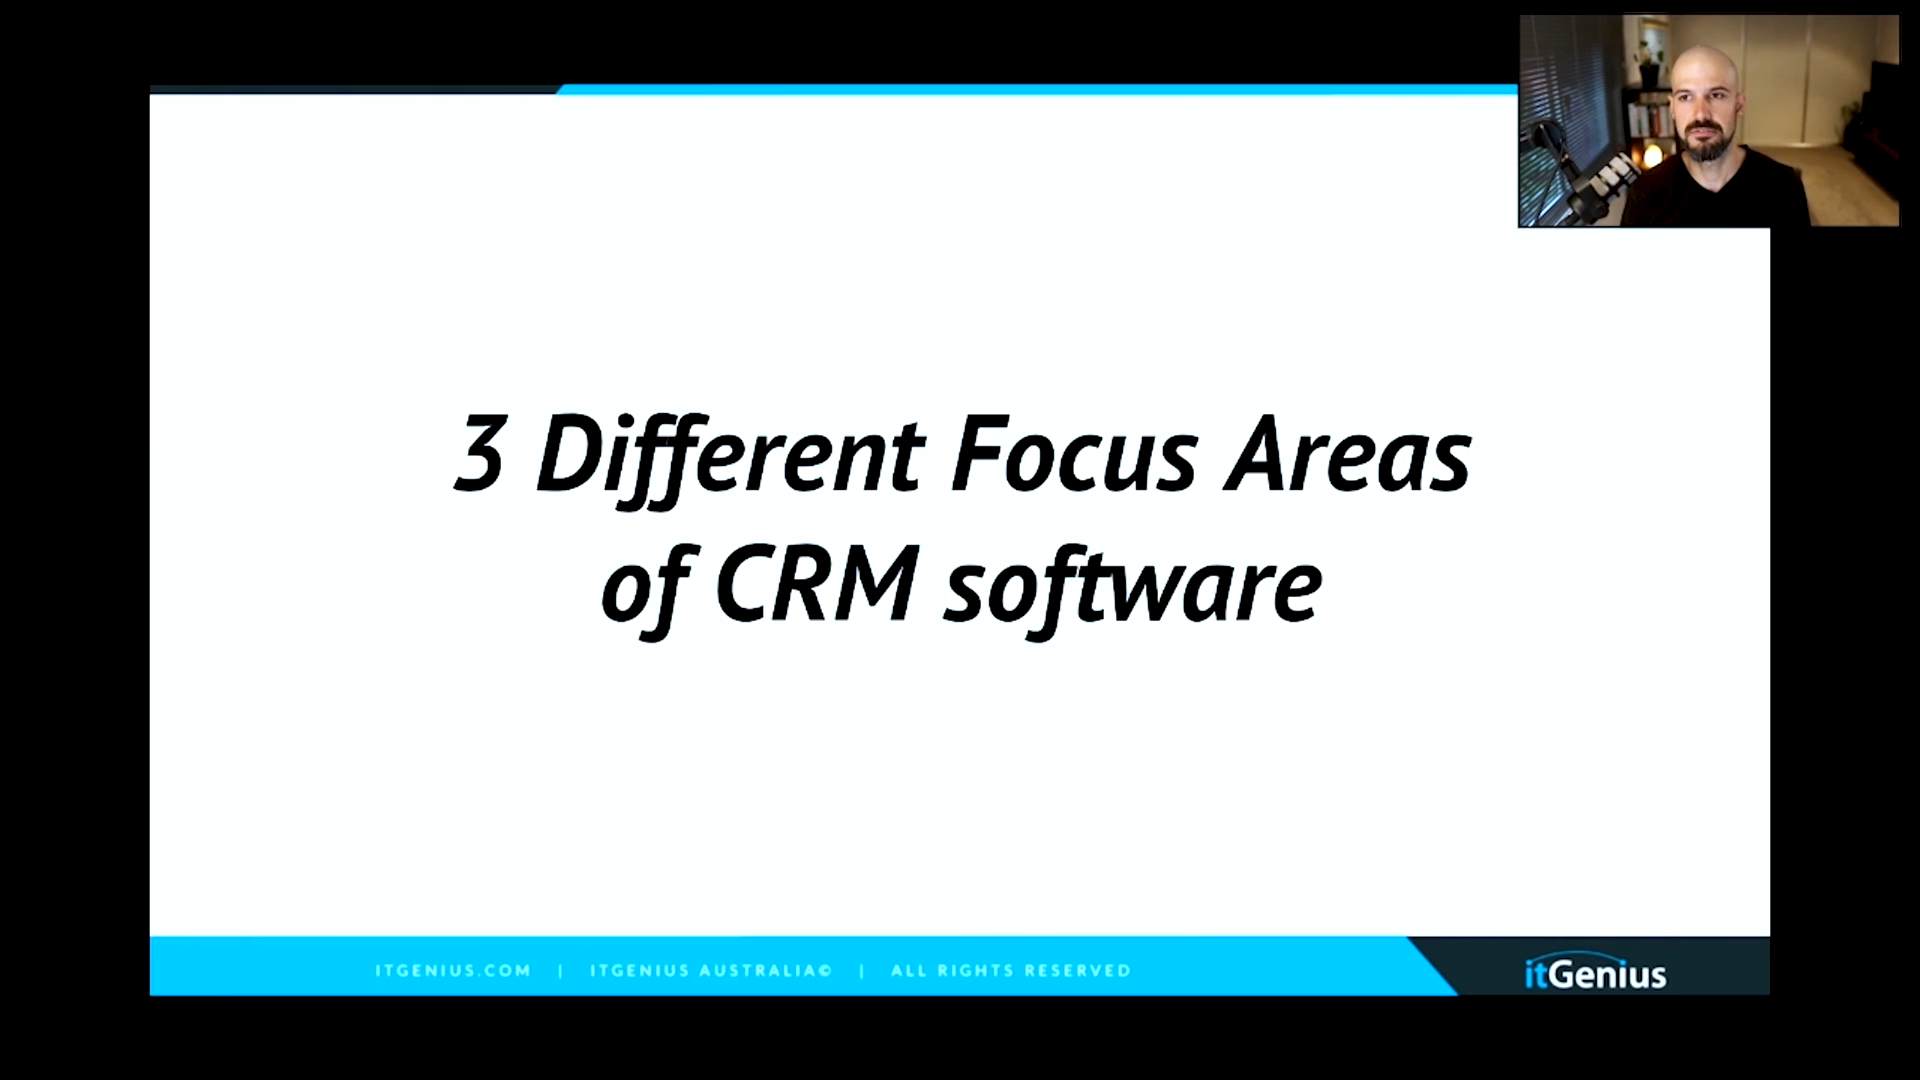 3 Different Focus Areas
of CRM software
ITGENIUS.COM | ITGENIUS AUSTRALIA© | ALL RIGHTS RESERVED
itGenius